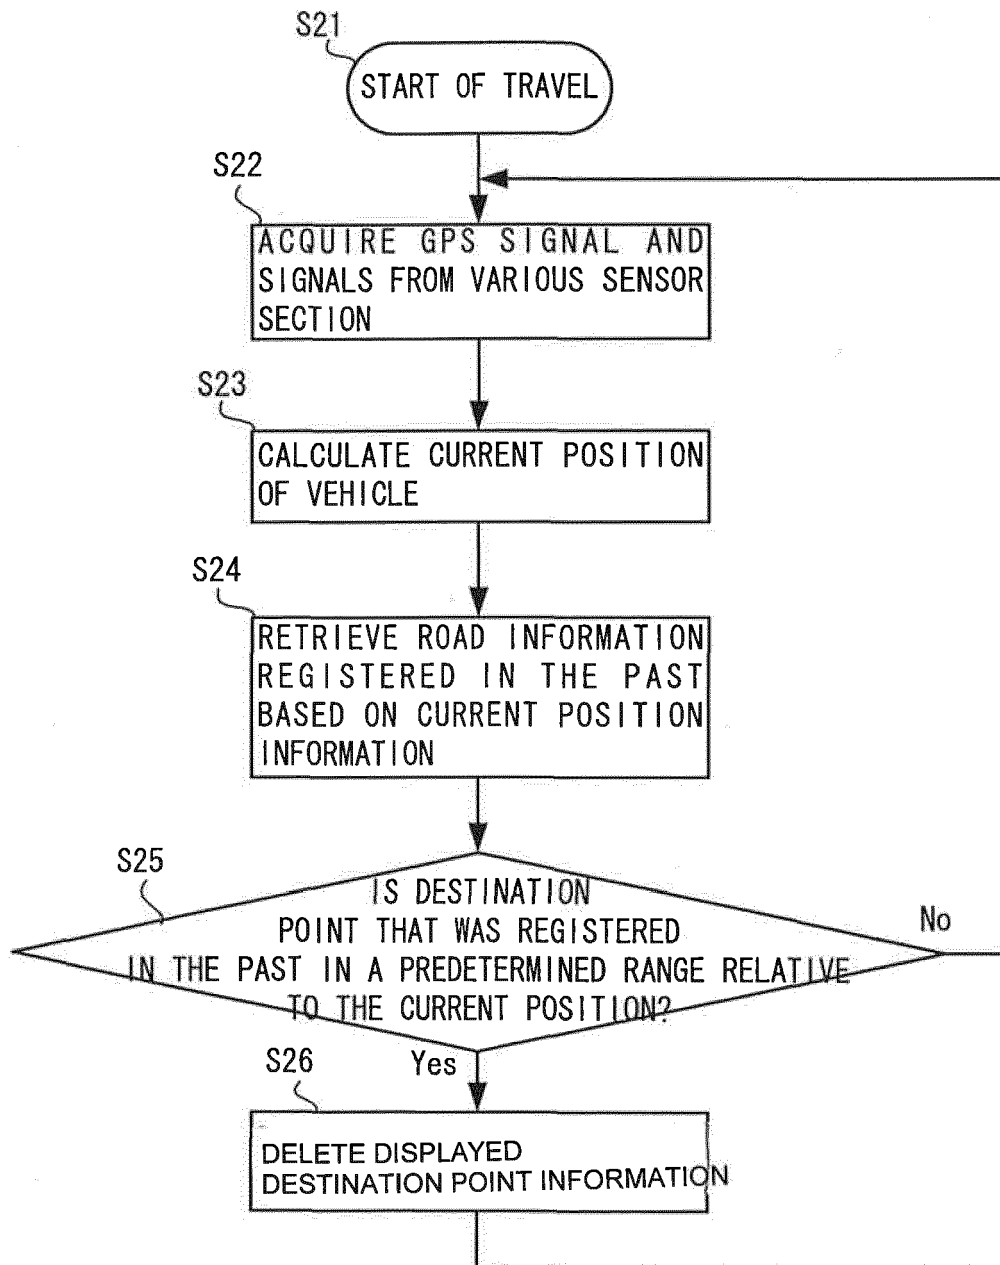 S21
START OF TRAVEL
S22
ACQUIRE GPS SIGNAL AND
SIGNALS FROM VARIOUS SENSOR
SECTION
S23
CALCULATE CURRENT POSITION
OF VEHICLE
S24
RETRIEVE ROAD INFORMATION
REGISTERED IN THE PAST
BASED ON CURRENT POSITION
INFORMATION
S25
IS DESTINATION
POINT THAT WAS REGISTERED
IN THE PAST IN A PREDETERMINED RANGE RELATIVE
TO THE CURRENT POSITION?
No
Yes
S26
DELETE DISPLAYED
DESTINATION POINT INFORMATION